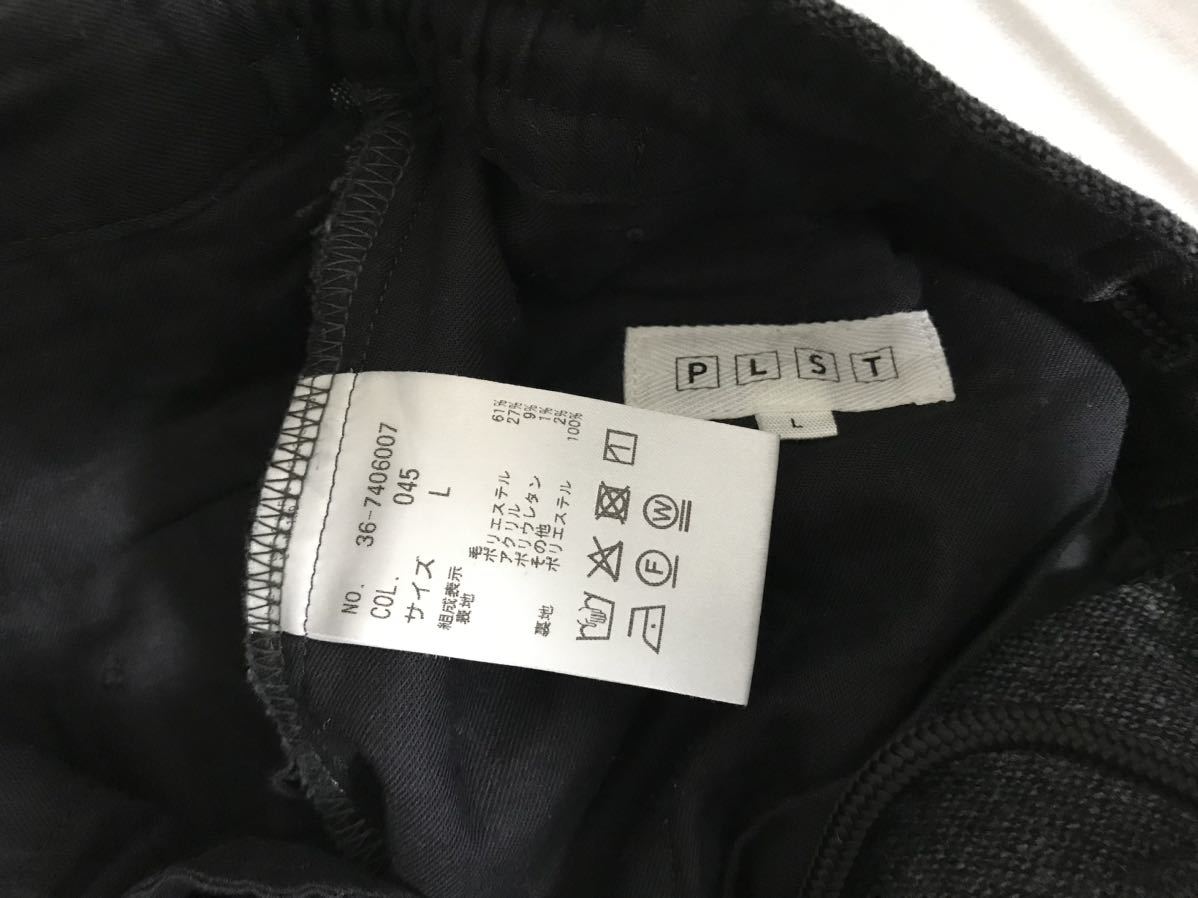 PLST
L
NO. 36-7406007
COL. 045
サイズ L
組成表示
表地 毛 61%
ポリエステル 27%
アクリル 9%
ポリウレタン 1%
その他 2%
裏地 ポリエステル 100%
W
F